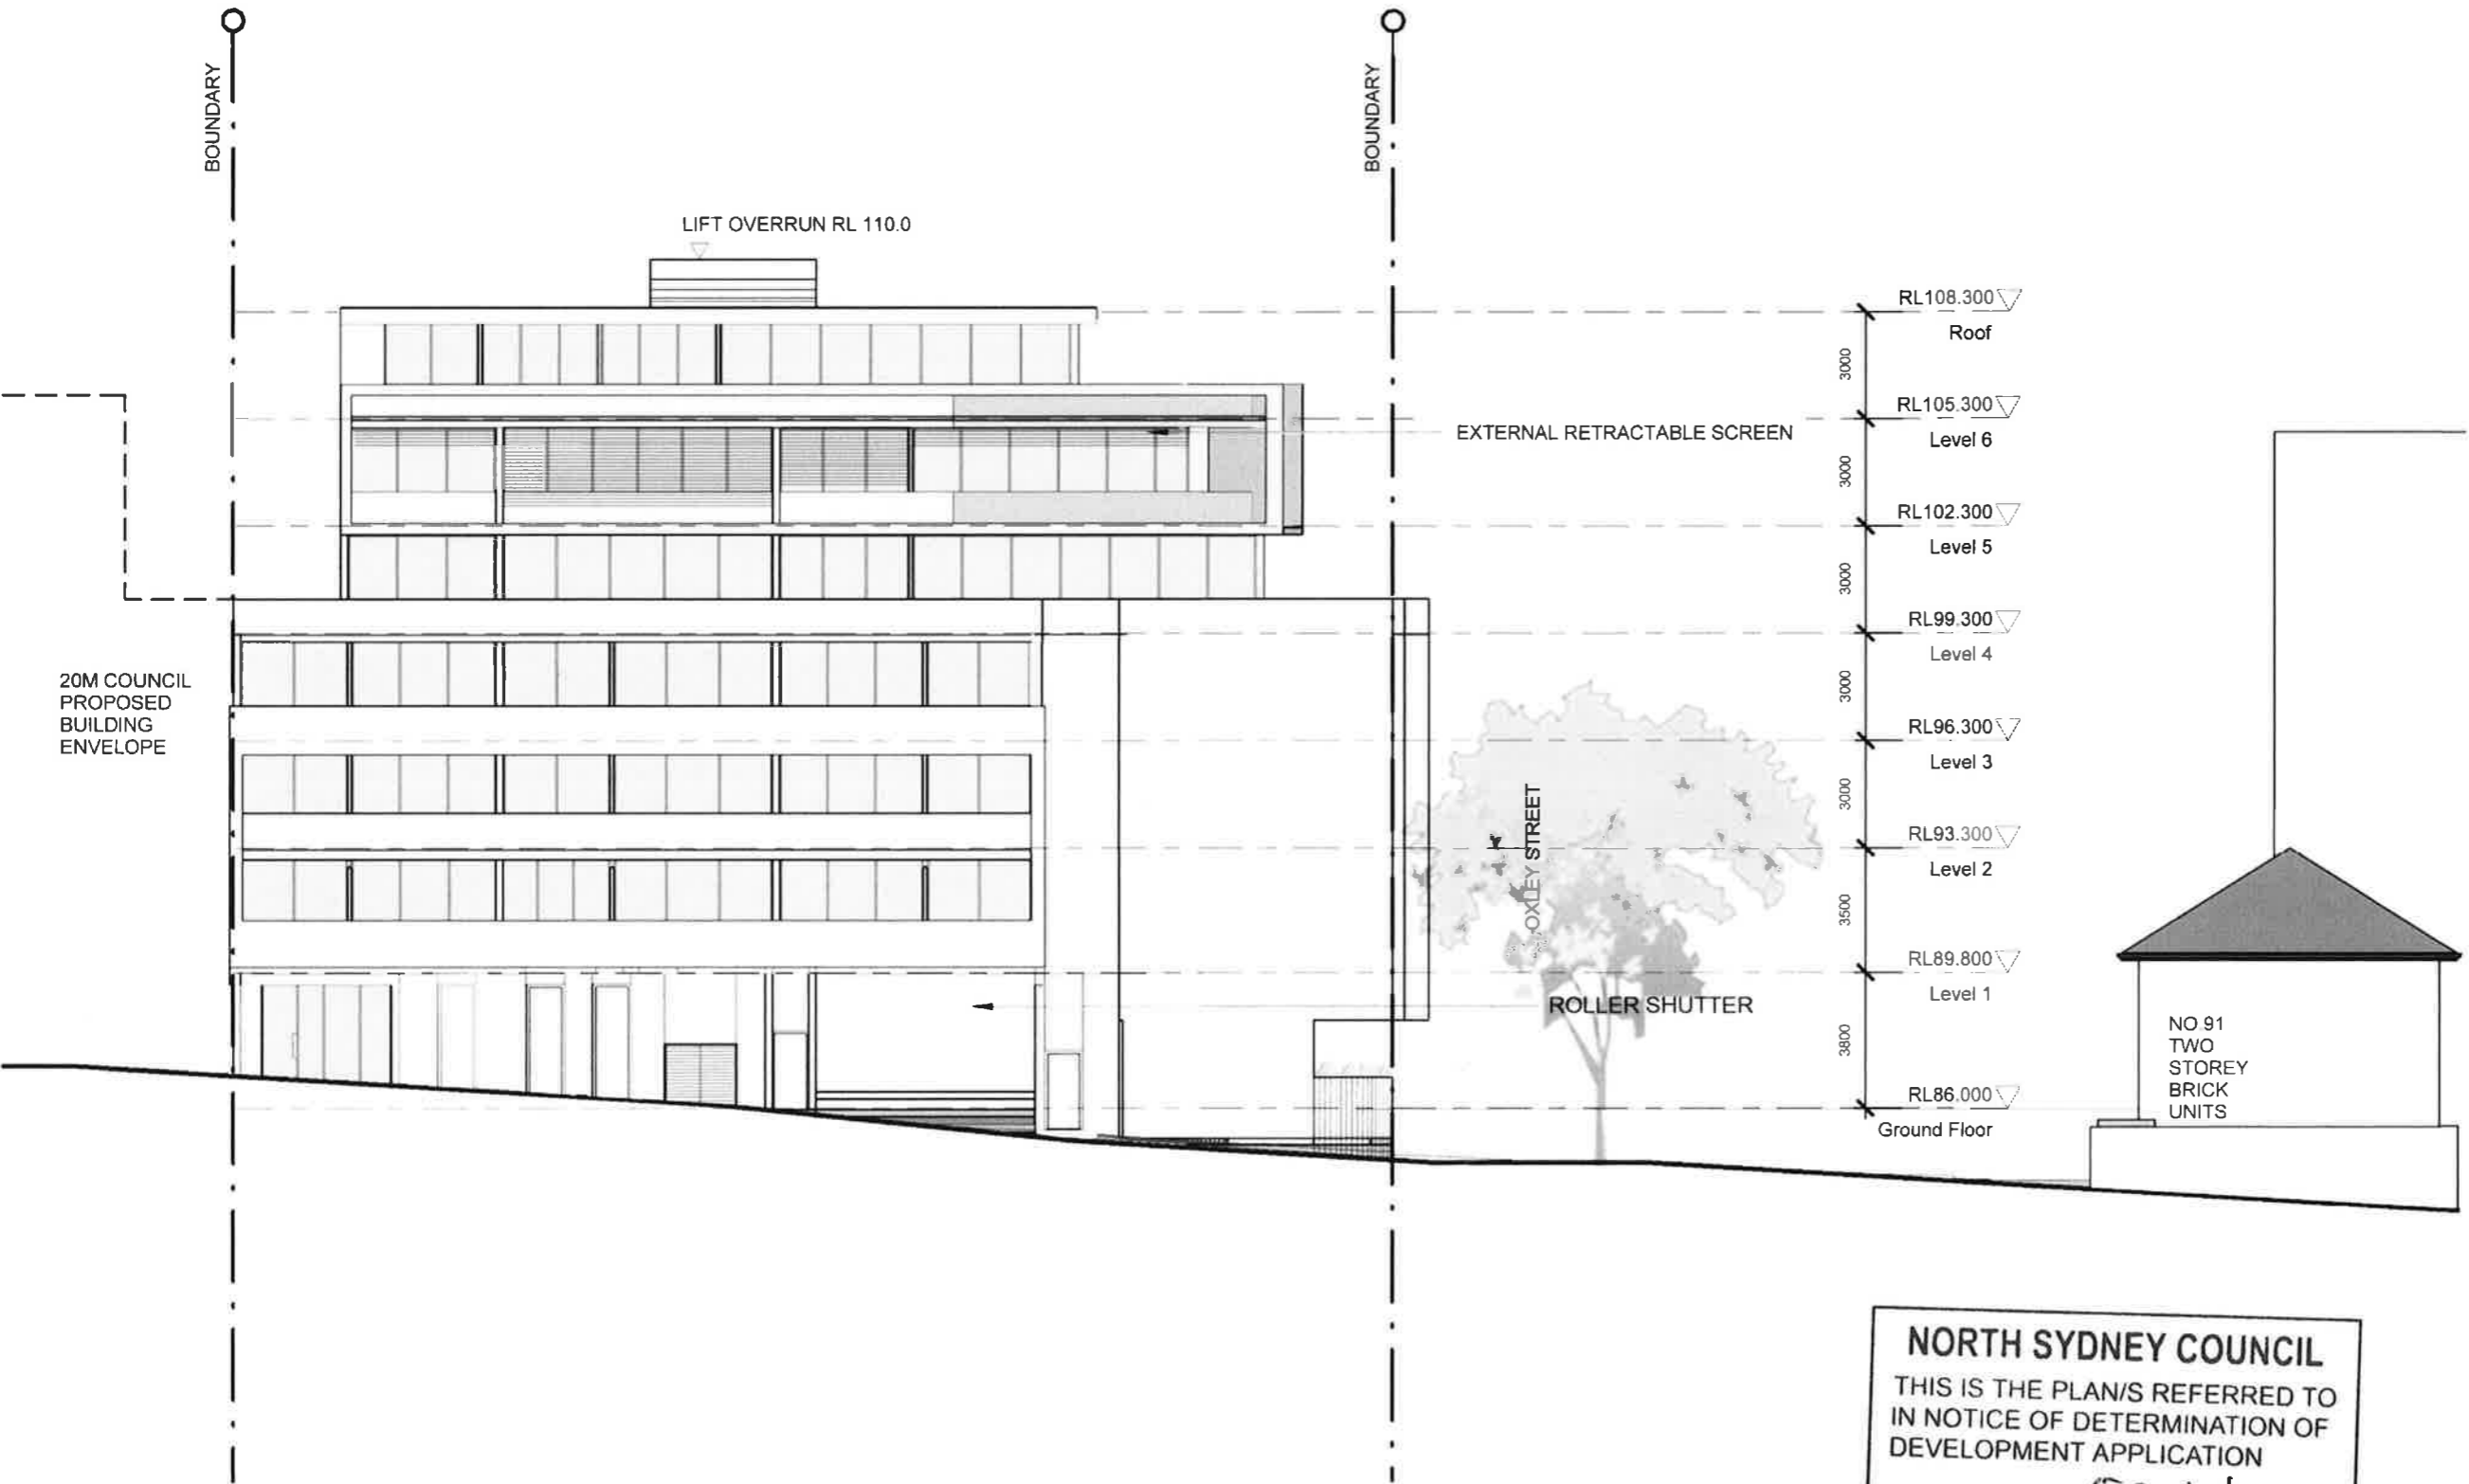 BOUNDARY
BOUNDARY
LIFT OVERRUN RL 110.0
RL108.300
Roof
3000
RL105.300
Level 6
EXTERNAL RETRACTABLE SCREEN
3000
RL102.300
Level 5
3000
RL99.300
Level 4
20M COUNCIL
PROPOSED
BUILDING
ENVELOPE
3000
RL96.300
Level 3
3000
RL93.300
Level 2
OXLEY STREET
3500
RL89.800
Level 1
ROLLER SHUTTER
3800
RL86.000
Ground Floor
NO.91
TWO
STOREY
BRICK
UNITS
NORTH SYDNEY COUNCIL
THIS IS THE PLAN/S REFERRED TO
IN NOTICE OF DETERMINATION OF
DEVELOPMENT APPLICATION